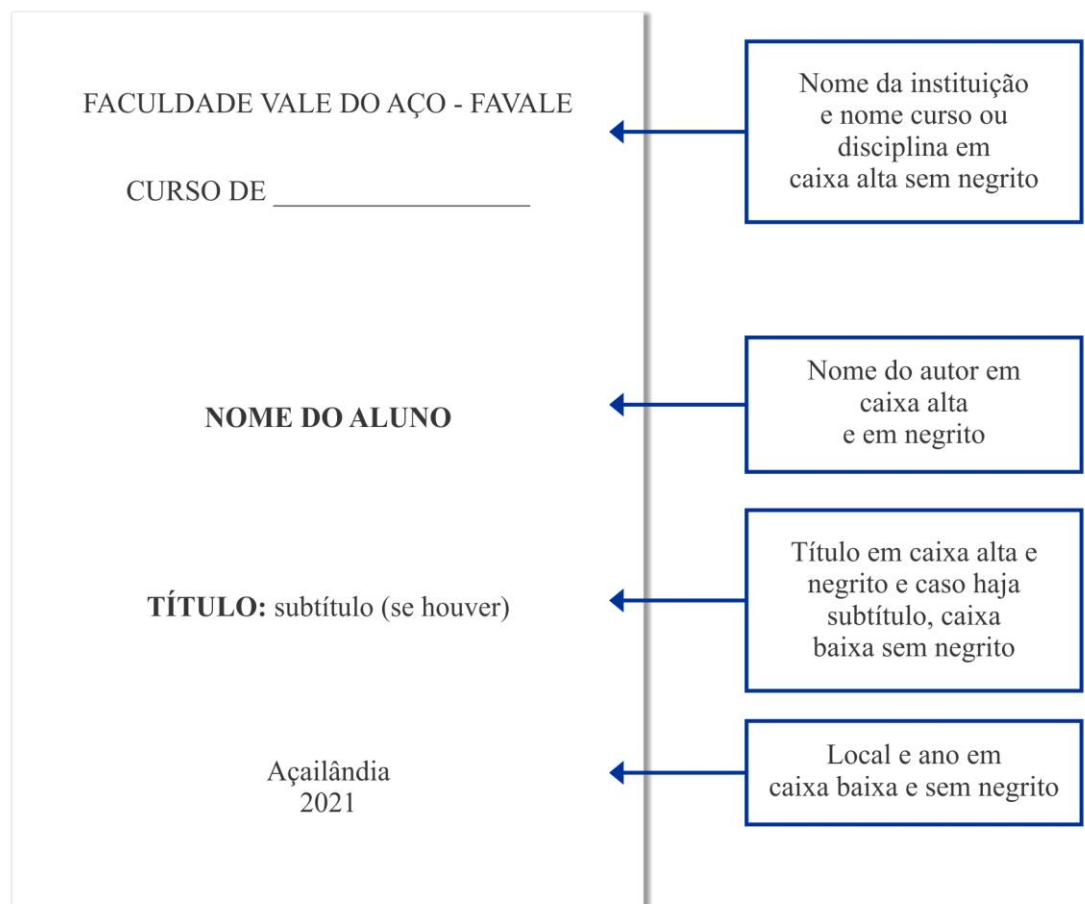 FACULDADE VALE DO AÇO - FAVALE
CURSO DE ___________________
NOME DO ALUNO
TÍTULO: subtítulo (se houver)
Açailândia
2021
Nome da instituição
e nome curso ou
disciplina em
caixa alta sem negrito
Nome do autor em
caixa alta
e em negrito
Título em caixa alta e
negrito e caso haja
subtítulo, caixa
baixa sem negrito
Local e ano em
caixa baixa e sem negrito